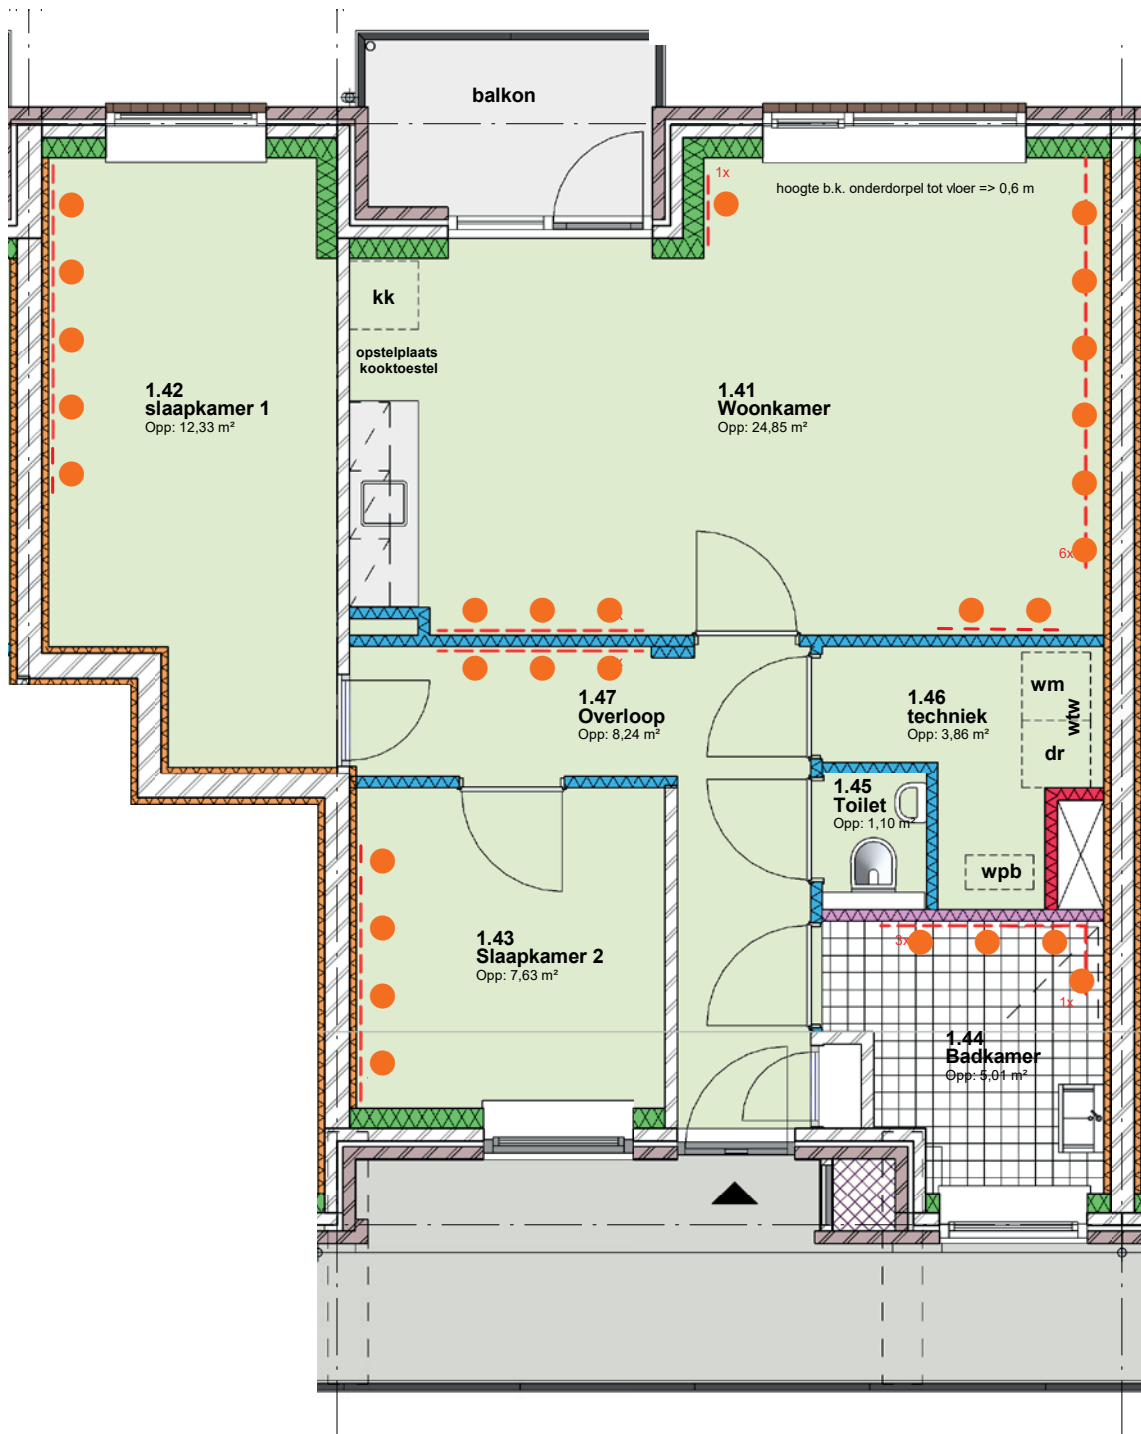 balkon
1x
hoogte b.k. onderdorpel tot vloer => 0,6 m
kk
opstelplaats
kooktoestel
1.42
slaapkamer 1
Opp: 12,33 m²
1.41
Woonkamer
Opp: 24,85 m²
6x
1.47
Overloop
Opp: 8,24 m²
1.46
techniek
Opp: 3,86 m²
wm
wtw
dr
1.45
Toilet
Opp: 1,10 m²
wpb
1.43
Slaapkamer 2
Opp: 7,63 m²
3x
1x
1.44
Badkamer
Opp: 5,01 m²